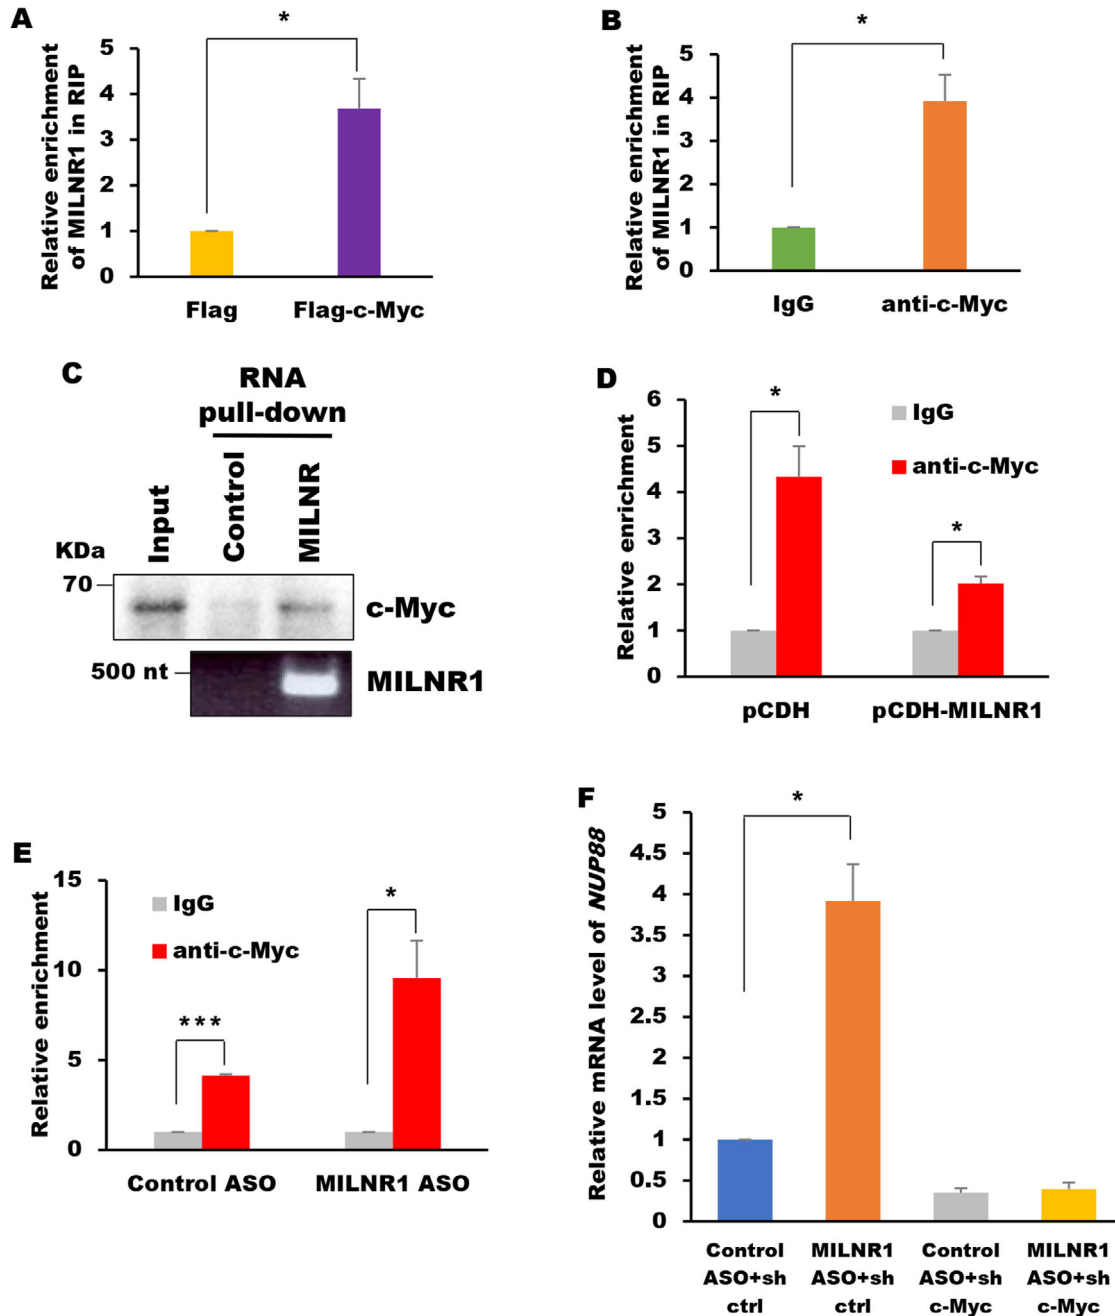 A
Relative enrichment
of MILNR1 in RIP
5
4
3
2
1
0
*
Flag
Flag-c-Myc
B
Relative enrichment
of MILNR1 in RIP
5
4
3
2
1
0
*
IgG
anti-c-Myc
C
RNA
pull-down
Input
Control
MILNR
KDa
70
c-Myc
500 nt
MILNR1
D
Relative enrichment
6
5
4
3
2
1
0
*
*
IgG
anti-c-Myc
pCDH
pCDH-MILNR1
E
Relative enrichment
15
10
5
0
IgG
anti-c-Myc
***
*
Control ASO
MILNR1 ASO
F
Relative mRNA level of NUP88
5
4.5
4
3.5
3
2.5
2
1.5
1
0.5
0
*
Control
ASO+sh
ctrl
MILNR1
ASO+sh
ctrl
Control
ASO+sh
c-Myc
MILNR1
ASO+sh
c-Myc